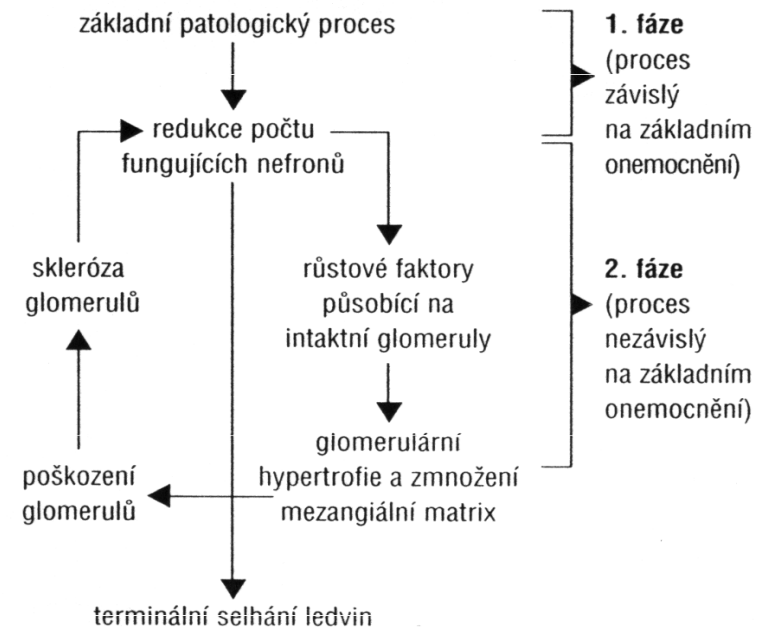 základní patologický proces
redukce počtu
fungujících nefronů
růstové faktory
působící na
intaktní glomeruly
glomerulární
hypertrofie a zmnožení
mezangiální matrix
poškození
glomerulů
skleróza
glomerulů
terminální selhání ledvin
1. fáze
(proces
závislý
na základním
onemocnění)
2. fáze
(proces
nezávislý
na základním
onemocnění)